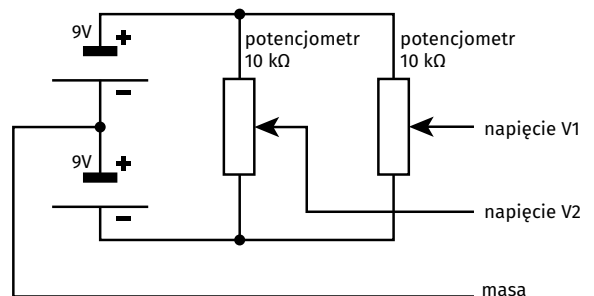 9V
+
potencjometr
10 kΩ
potencjometr
10 kΩ
–
napięcie V1
9V
+
–
napięcie V2
masa